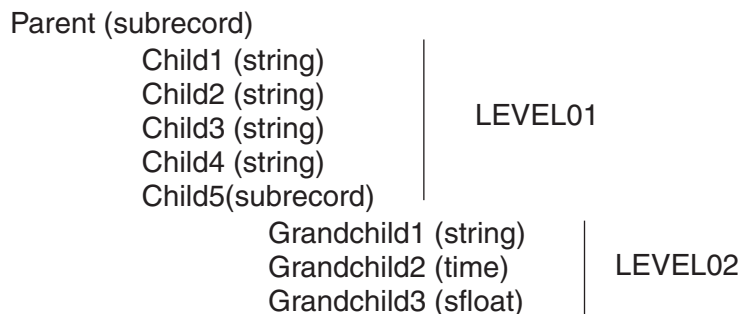 Parent (subrecord)
Child1 (string)
Child2 (string)
Child3 (string)
Child4 (string)
Child5(subrecord)
LEVEL01
Grandchild1 (string)
Grandchild2 (time)
Grandchild3 (sfloat)
LEVEL02